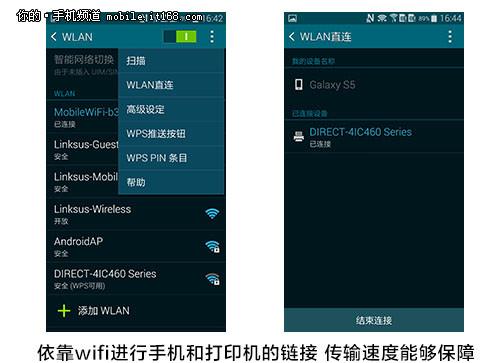 你的·手机频道 mobile.it168.com
16:42
WLAN
智能网络切换
由于未插入 UIM/SIM
WLAN
MobileWiFi-b3
已连接
Linksus-Guest
安全
Linksus-Mobil
安全
Linksus-Wireless
开放
AndroidAP
安全
DIRECT-4IC460 Series
安全 (WPS可用)
添加 WLAN
扫描
WLAN直连
高级设定
WPS推送按钮
WPS PIN 条目
帮助
89% 16:44
WLAN直连
我的设备名称
Galaxy S5
已连接设备
DIRECT-4IC460 Series
已连接
结束连接
依靠wifi进行手机和打印机的链接 传输速度能够保障